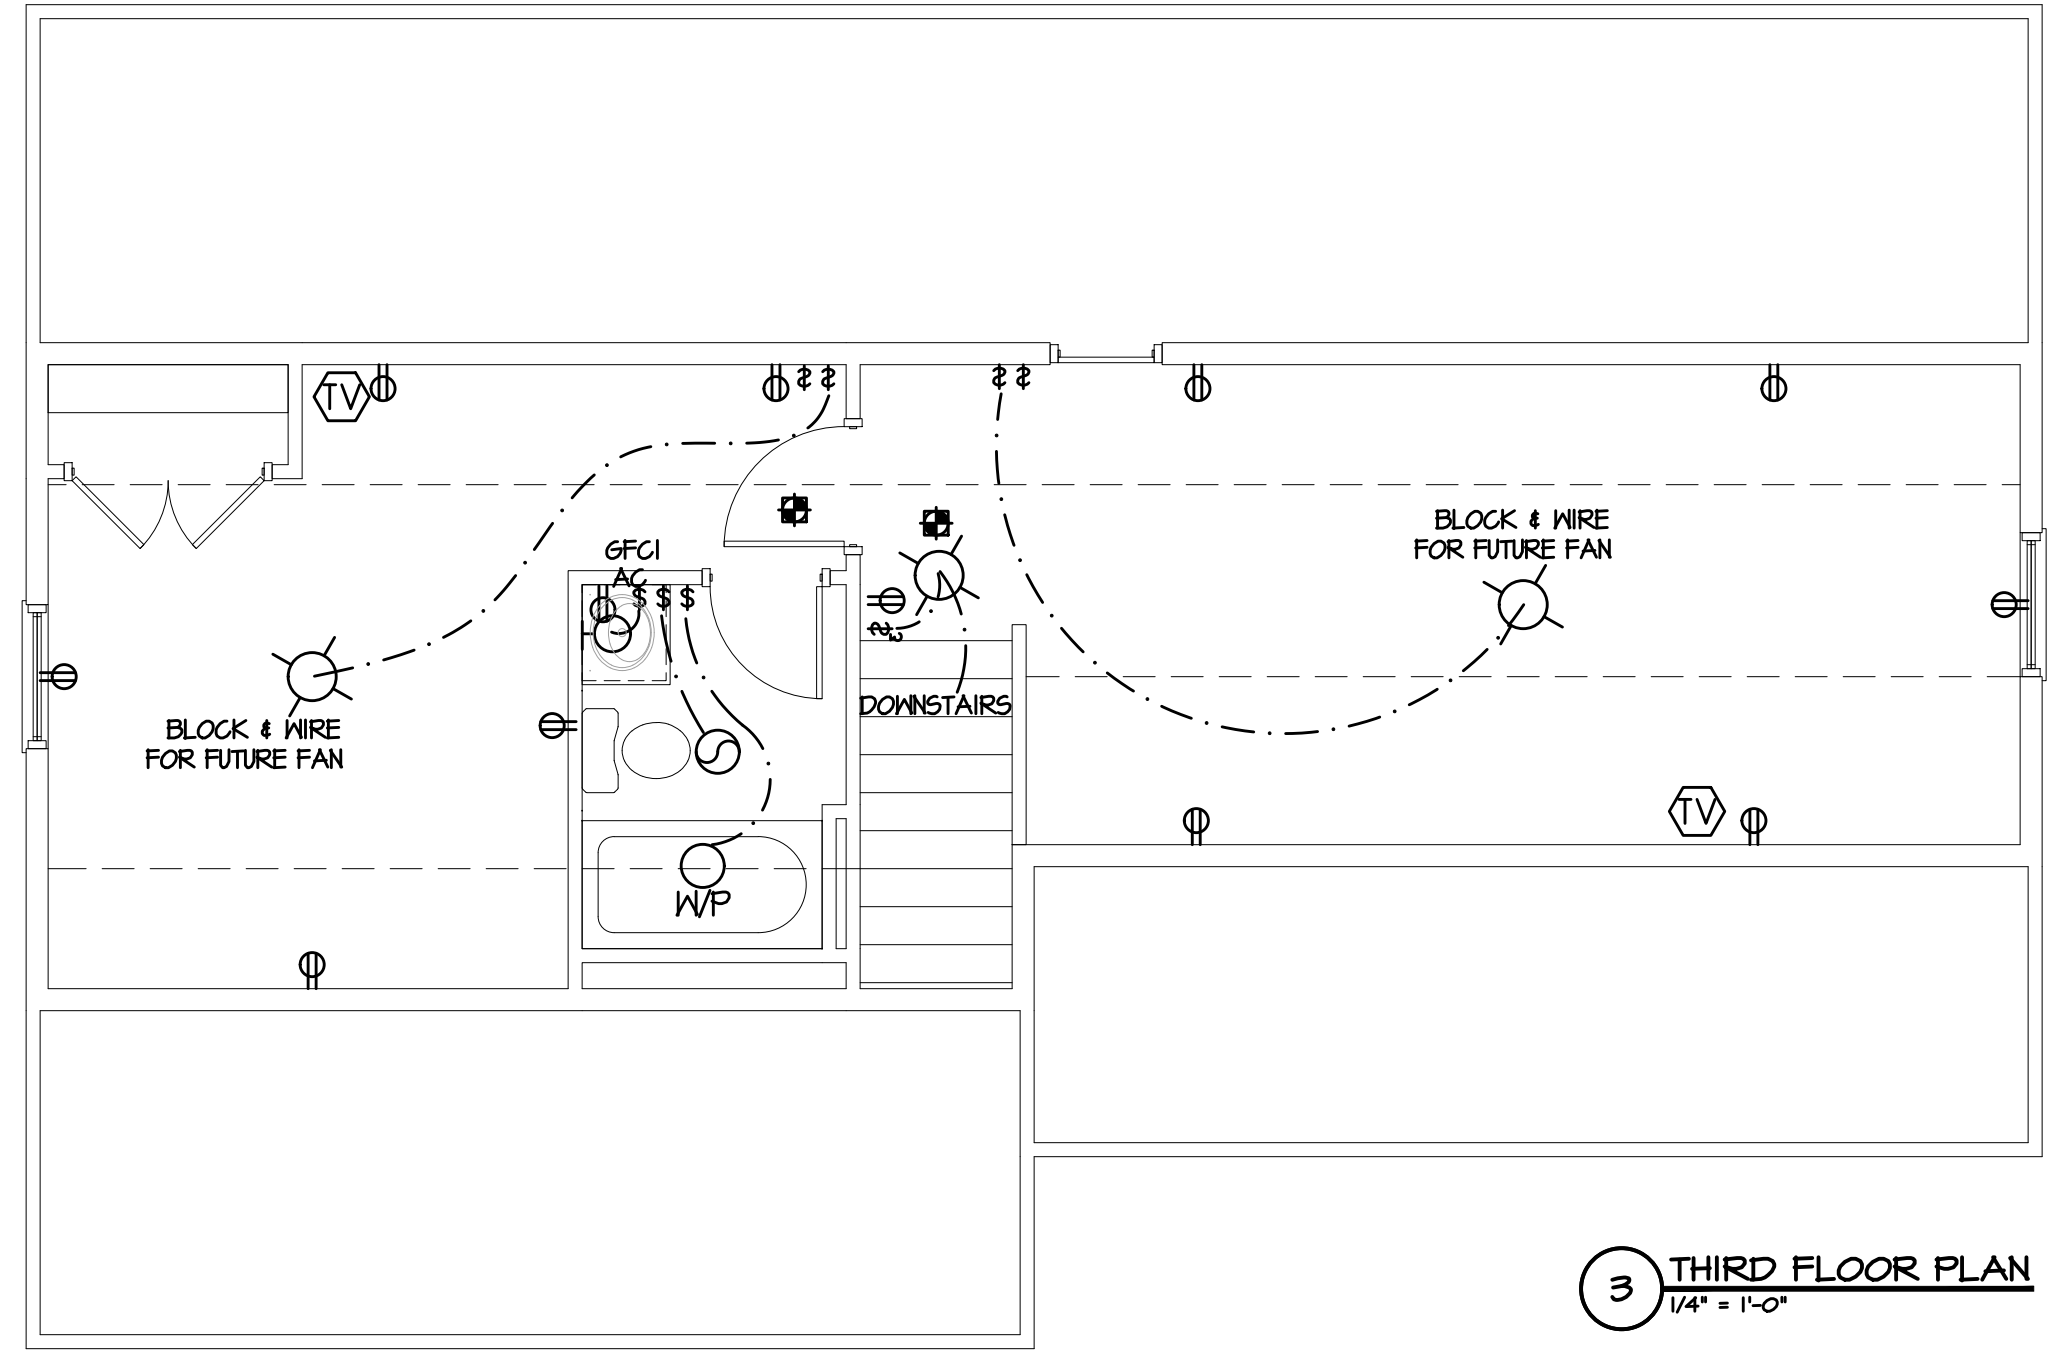 TV
$ $
$ $
BLOCK & WIRE
FOR FUTURE FAN
GFCI
AC
$ $ $
$3
DOWNSTAIRS
BLOCK & WIRE
FOR FUTURE FAN
TV
W/P
3
THIRD FLOOR PLAN
1/4" = 1'-0"